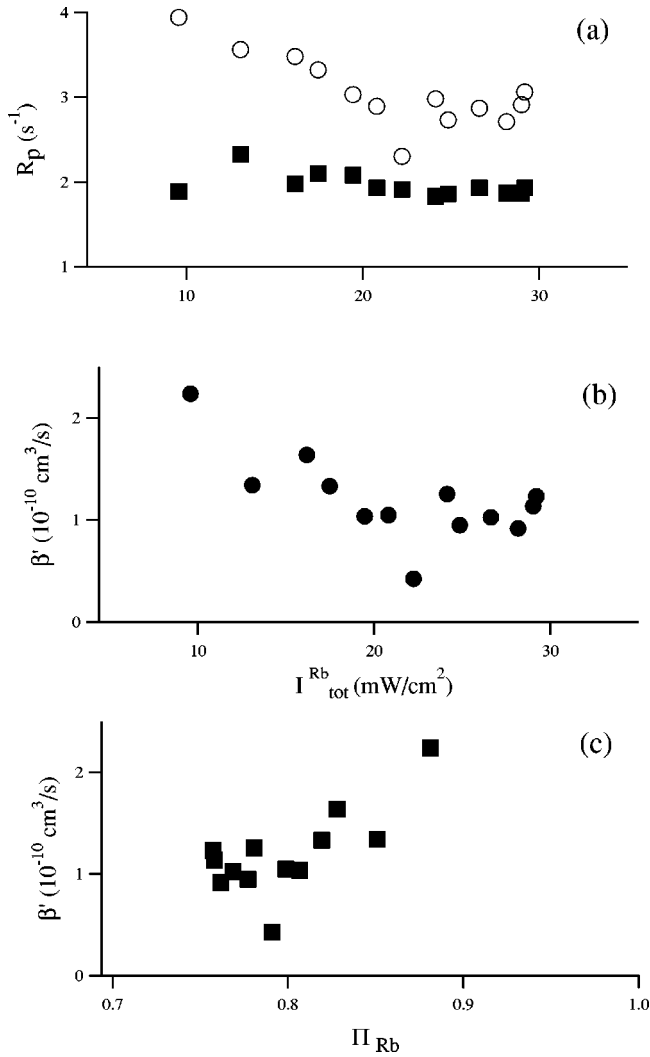 (a)
4
3
2
1
R_p (s^-1)
10 20 30
(b)
2
1
0
β' (10^-10 cm^3/s)
10 20 30
I^Rb_tot (mW/cm^2)
(c)
2
1
0
β' (10^-10 cm^3/s)
0.7 0.8 0.9 1.0
Π_Rb